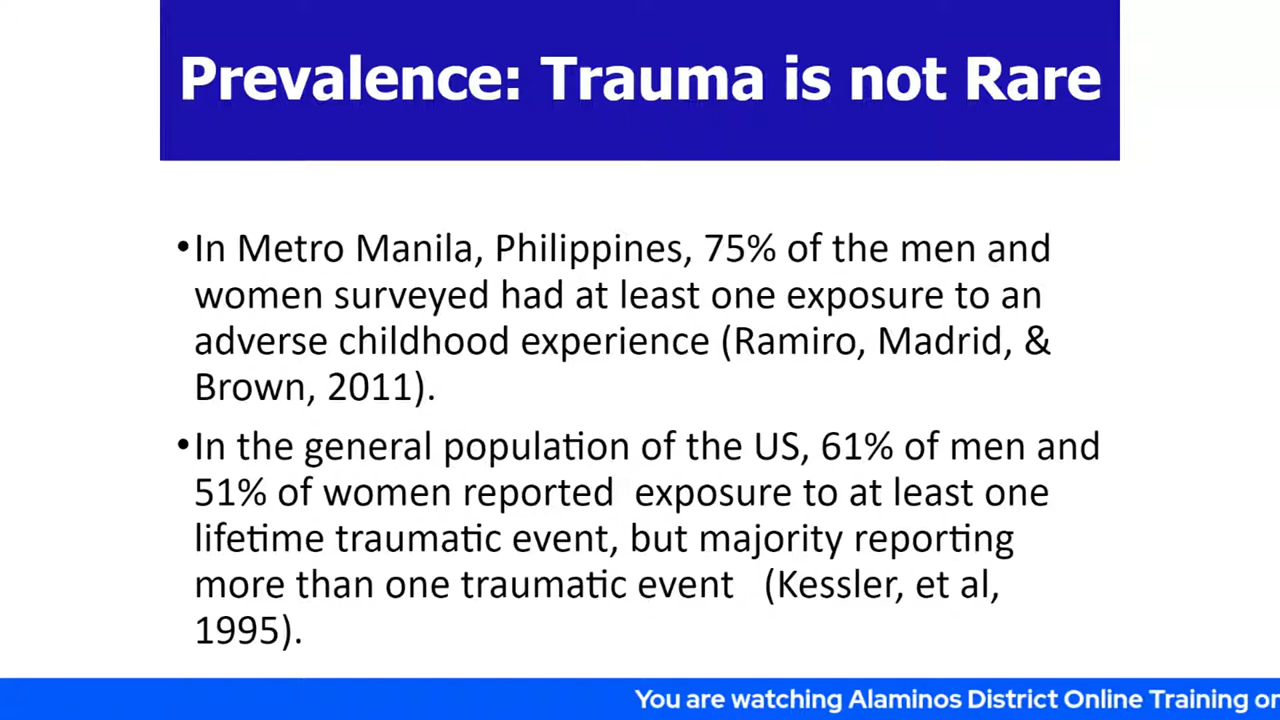 Prevalence: Trauma is not Rare
•In Metro Manila, Philippines, 75% of the men and
women surveyed had at least one exposure to an
adverse childhood experience (Ramiro, Madrid, &
Brown, 2011).
•In the general population of the US, 61% of men and
51% of women reported  exposure to at least one
lifetime traumatic event, but majority reporting
more than one traumatic event   (Kessler, et al,
1995).
You are watching Alaminos District Online Training